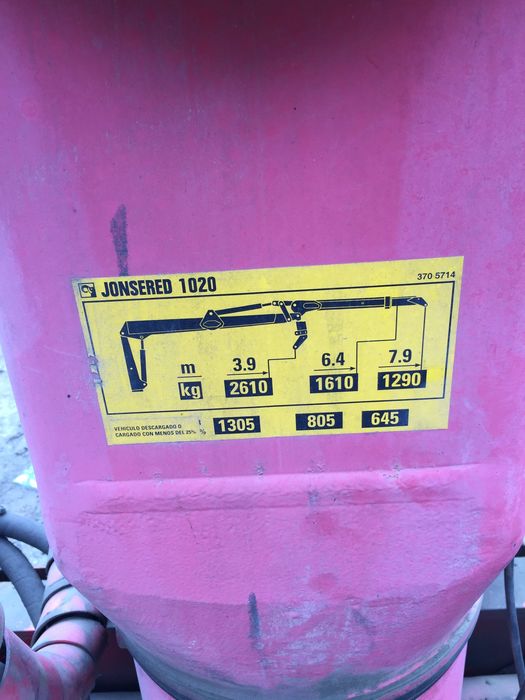 JONSERED 1020 370 5714
m 3.9 6.4 7.9
kg 2610 1610 1290
VEHICULO DESCARGADO O
CARGADO CON MENOS DEL 25% % 1305 805 645